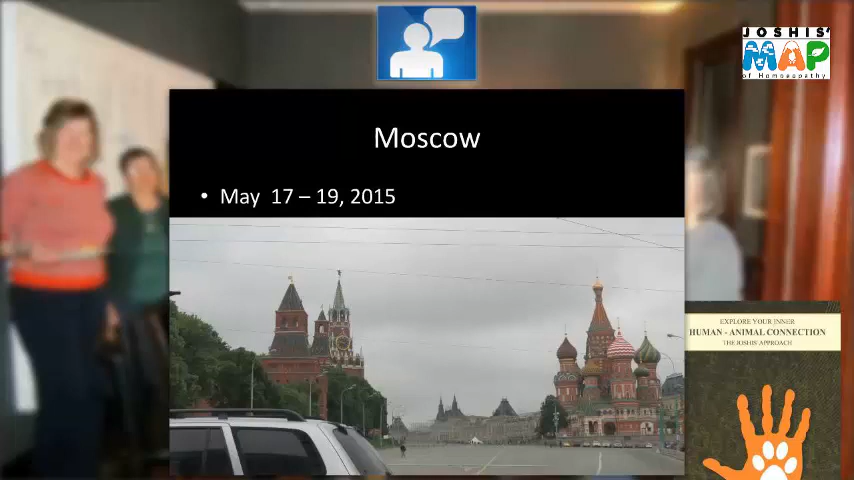 JOSHIS'
MAP
of Homoeopathy
Moscow
• May 17 – 19, 2015
EXPLORE YOUR INNER
HUMAN - ANIMAL CONNECTION
THE JOSHIS' APPROACH